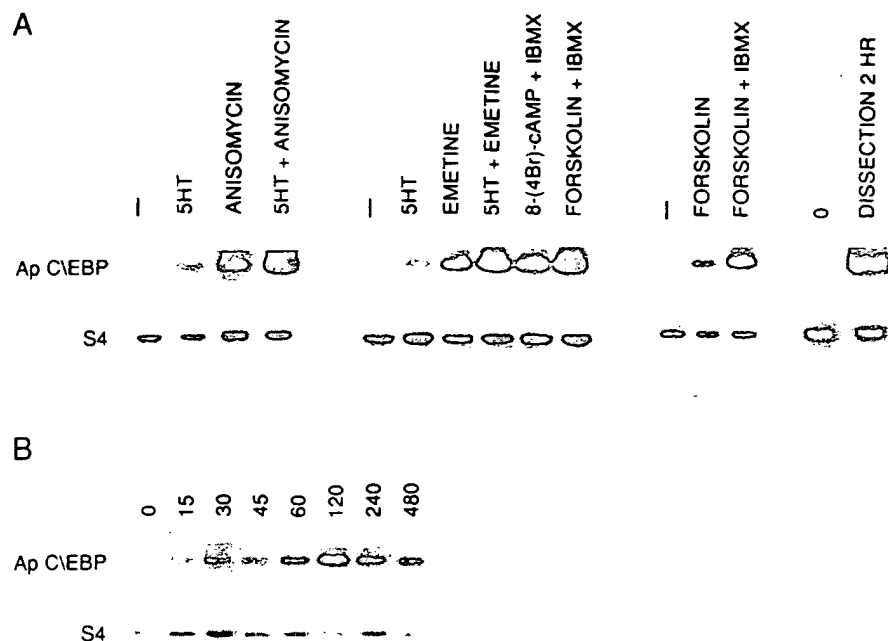 A
–
5HT
ANISOMYCIN
5HT + ANISOMYCIN
–
5HT
EMETINE
5HT + EMETINE
8-(4Br)-cAMP + IBMX
FORSKOLIN + IBMX
–
FORSKOLIN
FORSKOLIN + IBMX
0
DISSECTION 2 HR
Ap C\EBP
S4
B
0
15
30
45
60
120
240
480
Ap C\EBP
S4